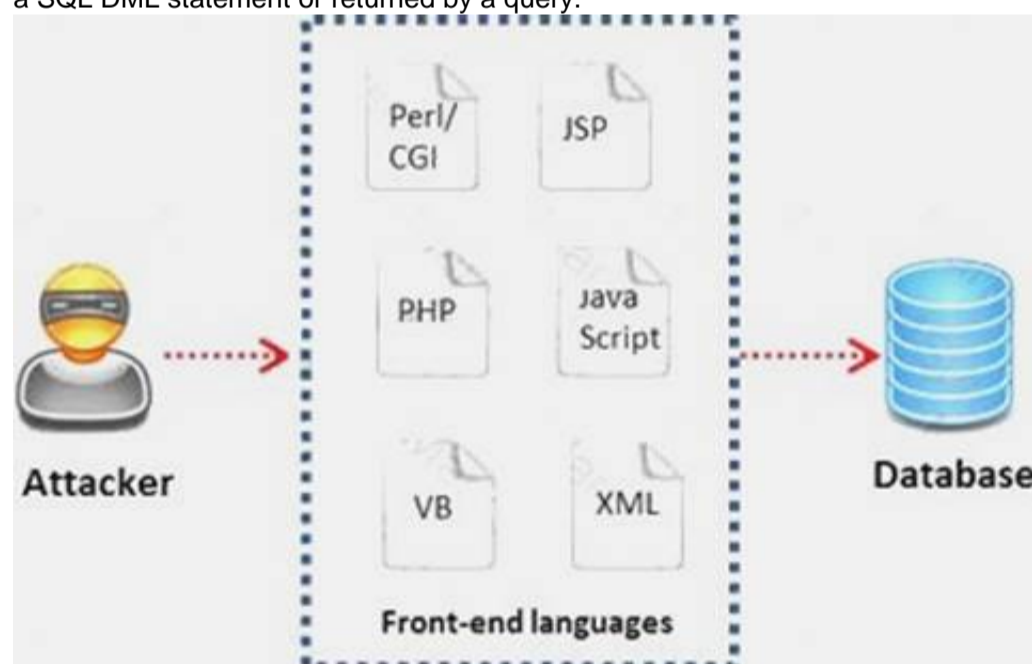 a SQL DML statement or returned by a query.
Perl/
CGI
JSP
PHP
Java
Script
Attacker
Database
VB
XML
Front-end languages